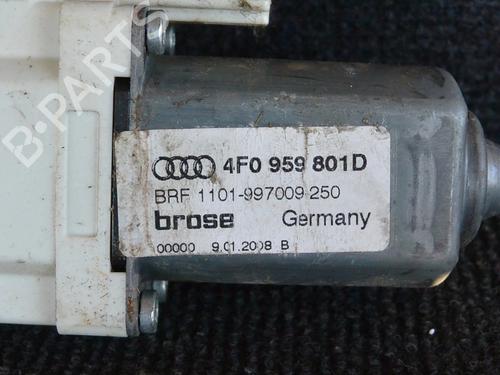 B-PARTS
4F0 959 801D
BRF 1101-997009 250
brose Germany
00000 9.01.2008 B